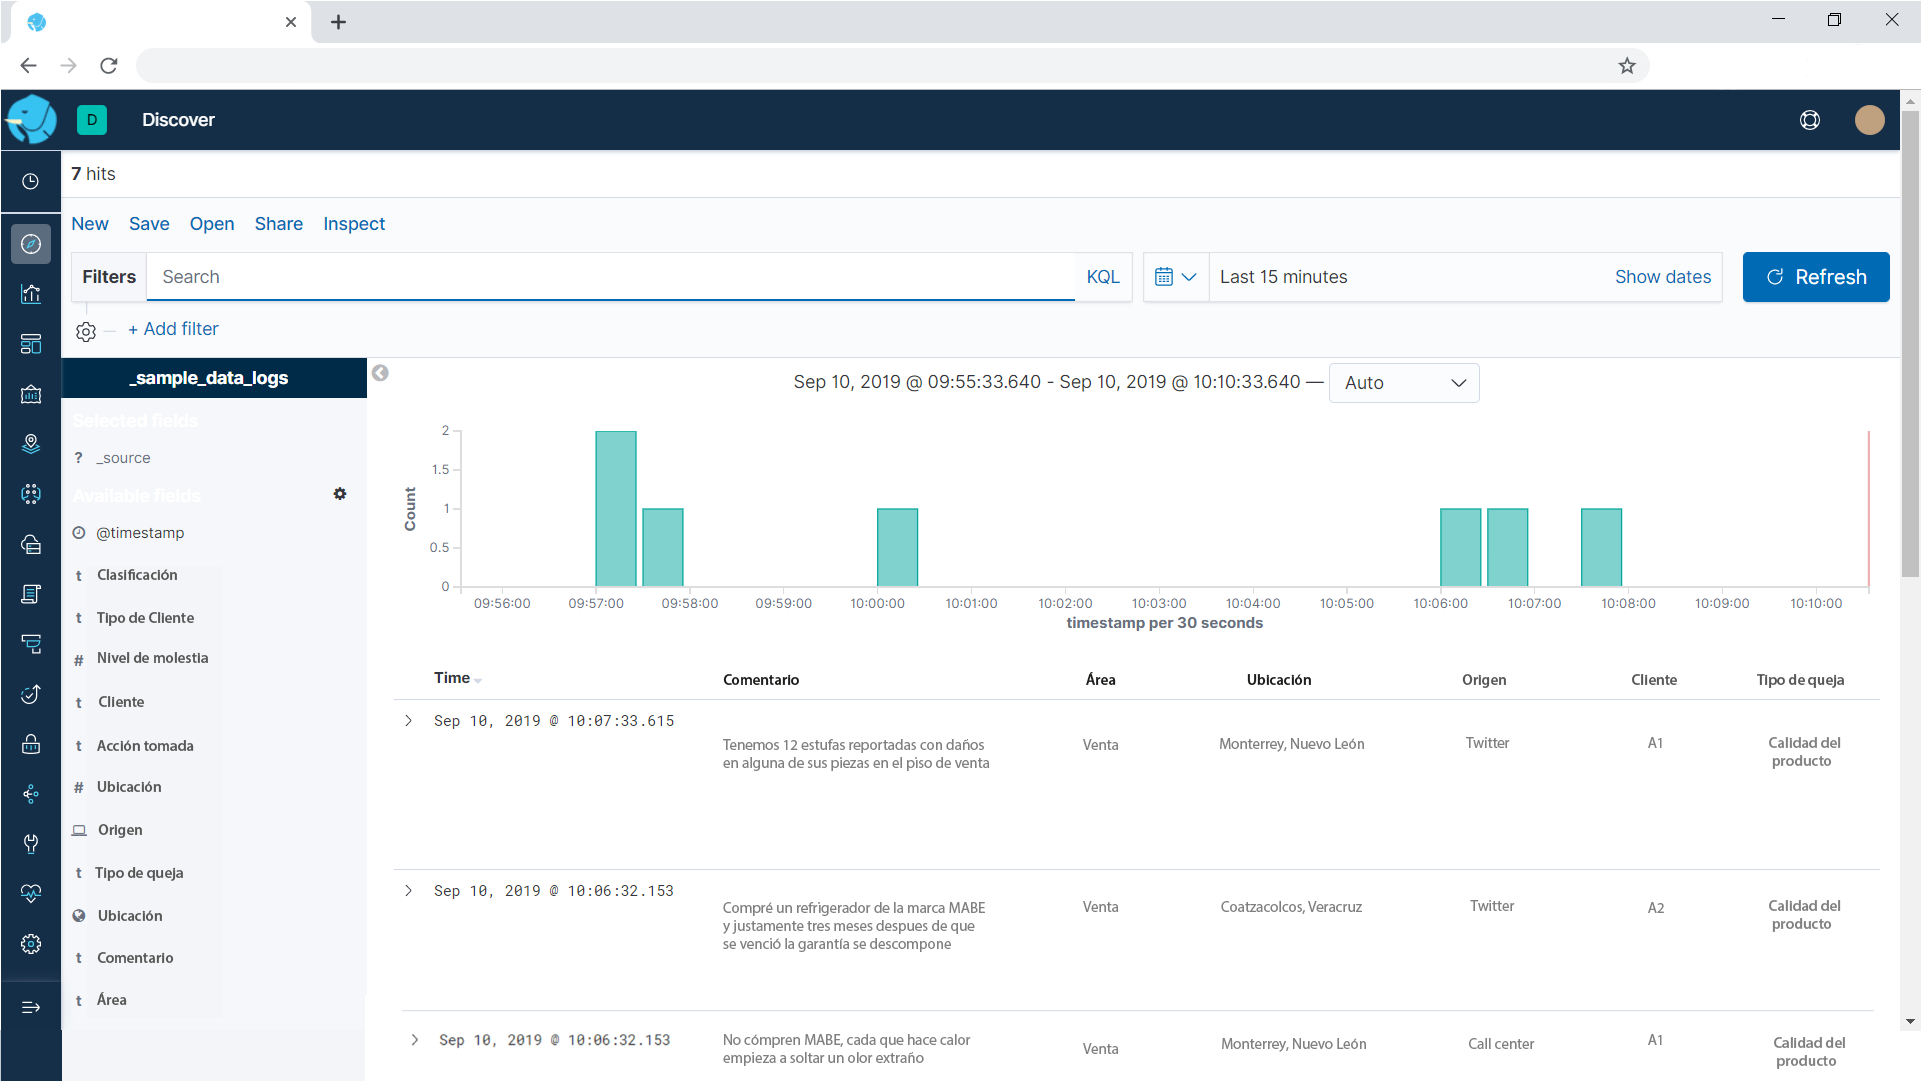 D Discover
7 hits
New Save Open Share Inspect
Filters Search KQL Last 15 minutes Show dates Refresh
+ Add filter
_sample_data_logs
Selected fields
? _source
Available fields
@timestamp
t Clasificación
t Tipo de Cliente
# Nivel de molestia
t Cliente
t Acción tomada
# Ubicación
Origen
t Tipo de queja
Ubicación
t Comentario
t Área
Sep 10, 2019 @ 09:55:33.640 - Sep 10, 2019 @ 10:10:33.640 — Auto
2
1.5
1
0.5
0
Count
09:56:00 09:57:00 09:58:00 09:59:00 10:00:00 10:01:00 10:02:00 10:03:00 10:04:00 10:05:00 10:06:00 10:07:00 10:08:00 10:09:00 10:10:00
timestamp per 30 seconds
Time Comentario Área Ubicación Origen Cliente Tipo de queja
Sep 10, 2019 @ 10:07:33.615
Tenemos 12 estufas reportadas con daños
en alguna de sus piezas en el piso de venta
Venta
Monterrey, Nuevo León
Twitter
A1
Calidad del
producto
Sep 10, 2019 @ 10:06:32.153
Compré un refrigerador de la marca MABE
y justamente tres meses despues de que
se venció la garantía se descompone
Venta
Coatzacolcos, Veracruz
Twitter
A2
Calidad del
producto
Sep 10, 2019 @ 10:06:32.153
No cómpren MABE, cada que hace calor
empieza a soltar un olor extraño
Venta
Monterrey, Nuevo León
Call center
A1
Calidad del
producto